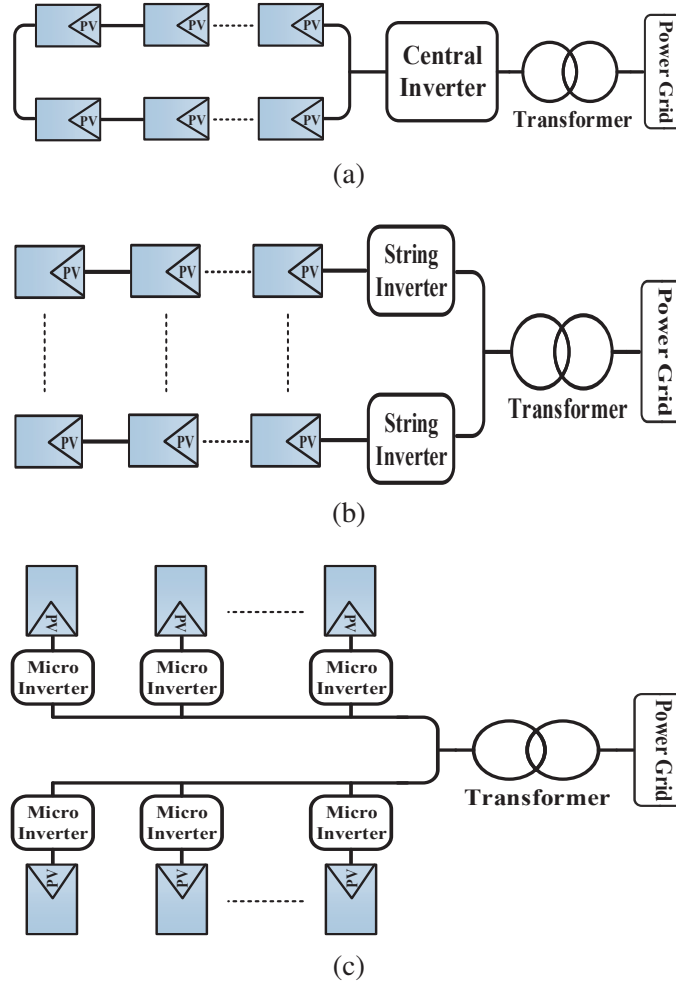 PV
PV
PV
Central
Inverter
Transformer
Power Grid
PV
PV
PV
(a)
PV
PV
PV
String
Inverter
Transformer
Power Grid
PV
PV
PV
String
Inverter
(b)
PV
PV
PV
Micro
Inverter
Micro
Inverter
Micro
Inverter
Transformer
Power Grid
Micro
Inverter
Micro
Inverter
Micro
Inverter
PV
PV
PV
(c)